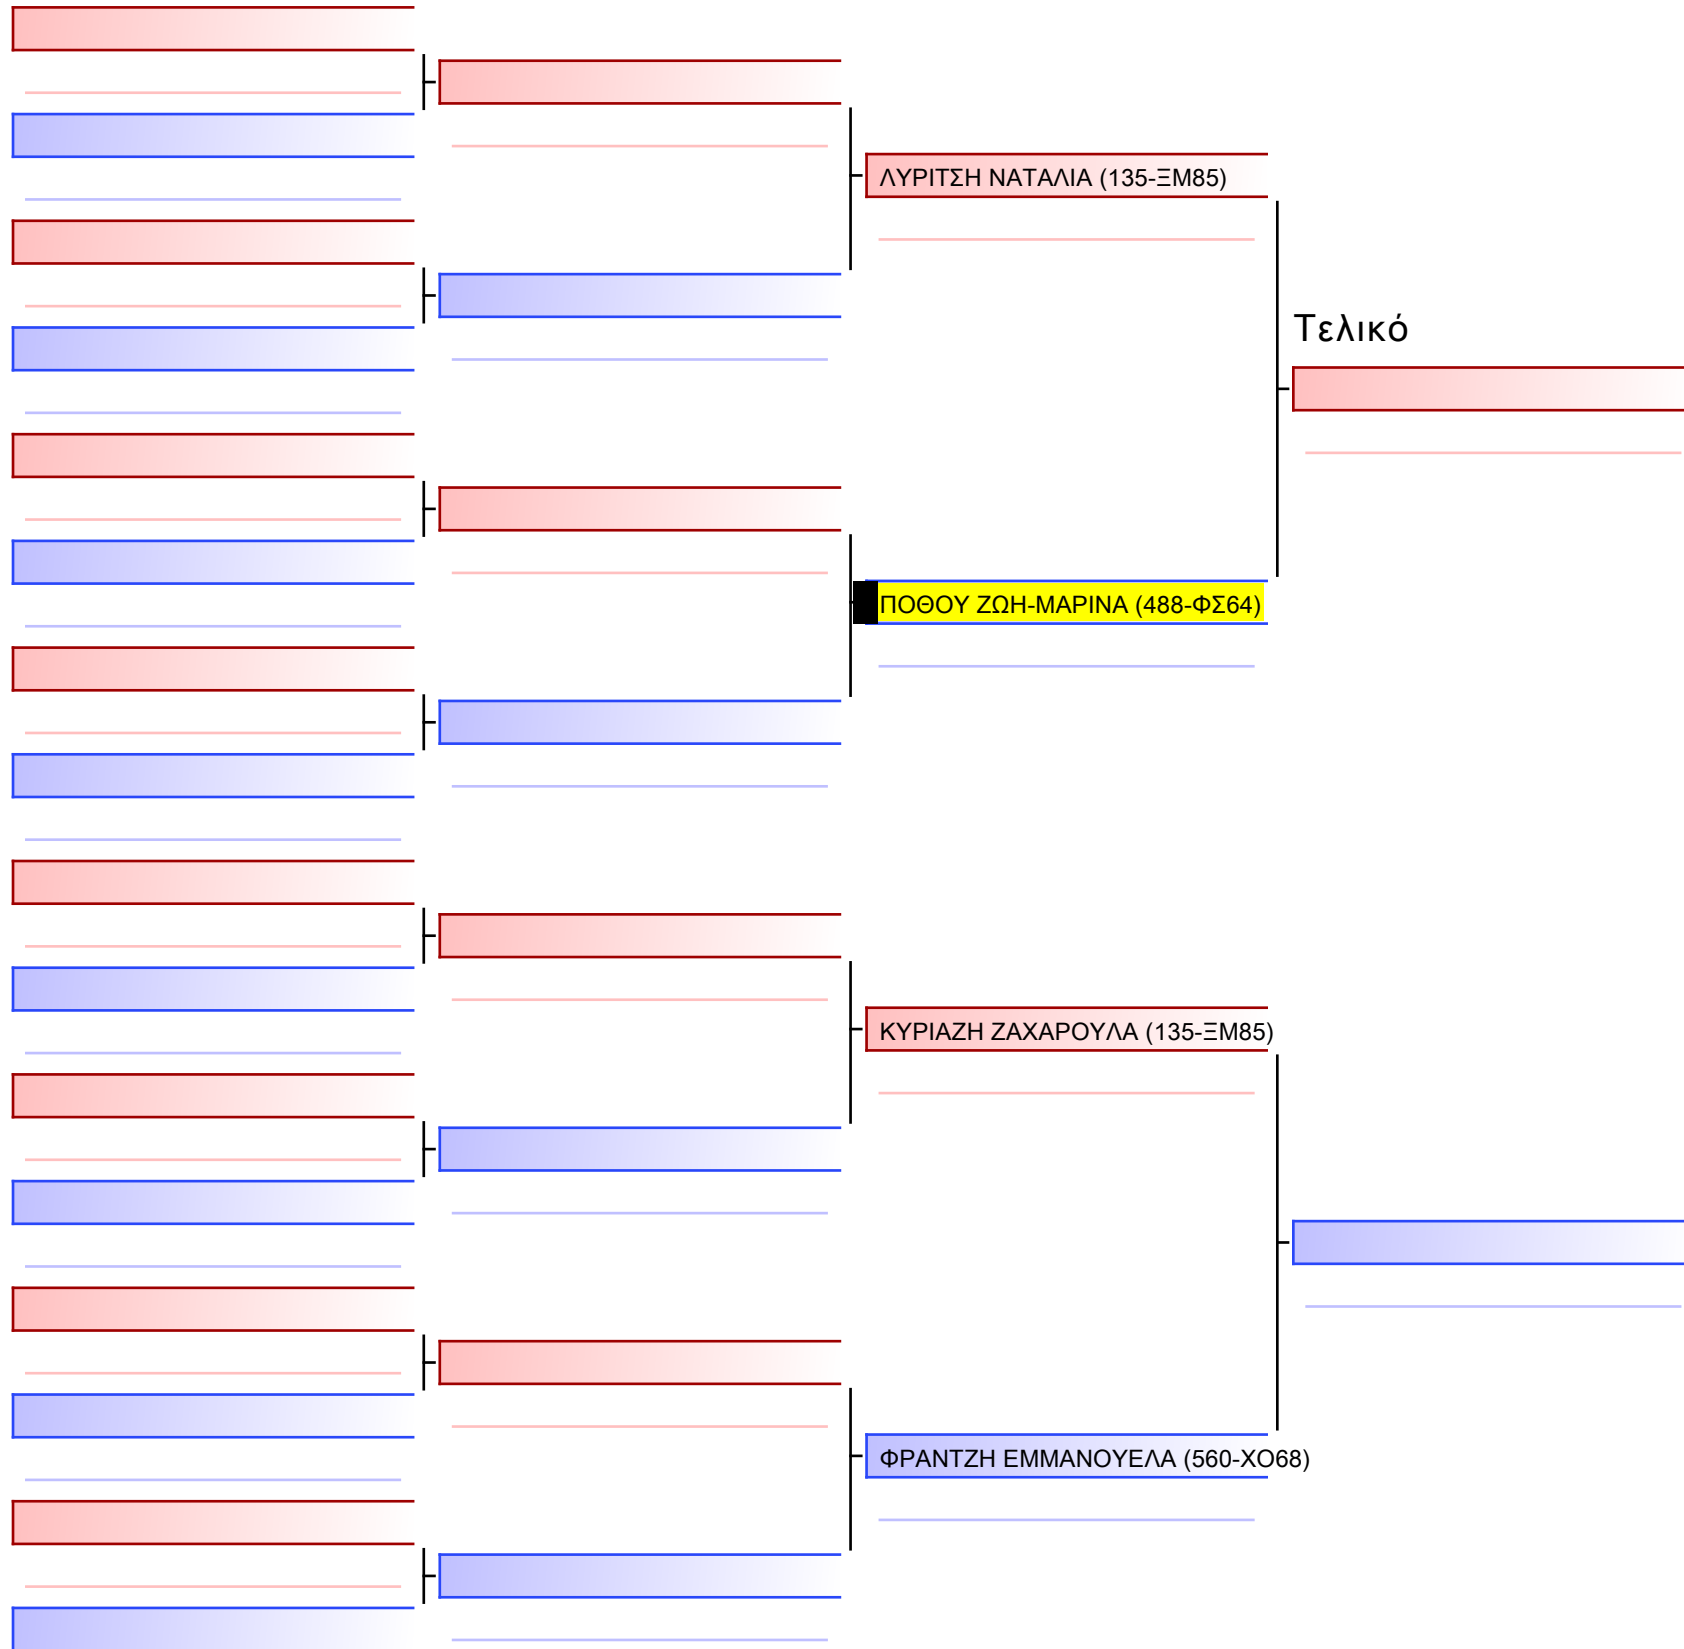 ΛΥΡΙΤΣΗ ΝΑΤΑΛΙΑ (135-ΞΜ85)
Τελικό
ΠΟΘΟΥ ΖΩΗ-ΜΑΡΙΝΑ (488-ΦΣ64)
ΚΥΡΙΑΖΗ ΖΑΧΑΡΟΥΛΑ (135-ΞΜ85)
ΦΡΑΝΤΖΗ ΕΜΜΑΝΟΥΕΛΑ (560-ΧΟ68)